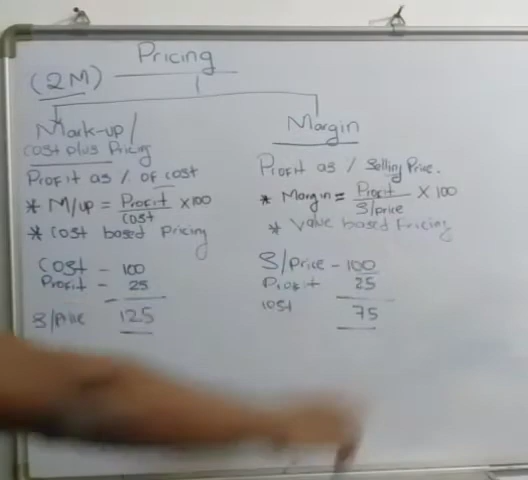 Pricing
(2M)
Mark-up/
Cost plus Pricing
Profit as % of cost
* M/up = Profit/Cost x100
* Cost based Pricing
Cost - 100
Profit - 25
S/Price 125
Margin
Profit as % Selling Price.
* Margin = Profit/S/price x 100
* Value based Pricing
S/Price - 100
Profit 25
Cost 75